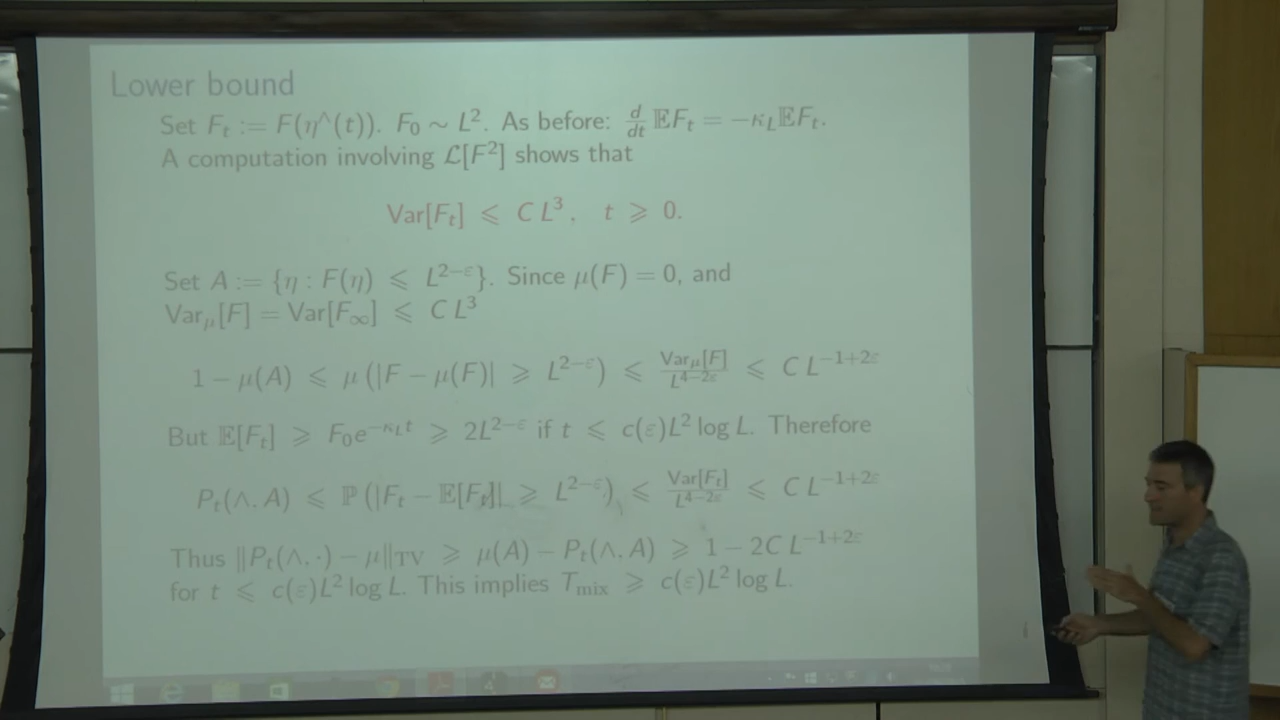 Lower bound
Set F_t := F(η^∧(t)). F_0 ∼ L^2. As before: d/dt 𝔼F_t = −κ_L 𝔼F_t.
A computation involving ℒ[F^2] shows that
Var[F_t] ⩽ C L^3, t ⩾ 0.
Set A := {η : F(η) ⩽ L^{2−ε}}. Since μ(F) = 0, and
Var_μ[F] = Var[F_∞] ⩽ C L^3
1 − μ(A) ⩽ μ (|F − μ(F)| ⩾ L^{2−ε}) ⩽ Var_μ[F]/L^{4−2ε} ⩽ C L^{−1+2ε}
But 𝔼[F_t] ⩾ F_0 e^{−κ_L t} ⩾ 2L^{2−ε} if t ⩽ c(ε)L^2 log L. Therefore
P_t(∧, A) ⩽ ℙ (|F_t − 𝔼[F_t]| ⩾ L^{2−ε}) ⩽ Var[F_t]/L^{4−2ε} ⩽ C L^{−1+2ε}
Thus ‖P_t(∧, ·) − μ‖_TV ⩾ μ(A) − P_t(∧, A) ⩾ 1 − 2C L^{−1+2ε}
for t ⩽ c(ε)L^2 log L. This implies T_mix ⩾ c(ε)L^2 log L.